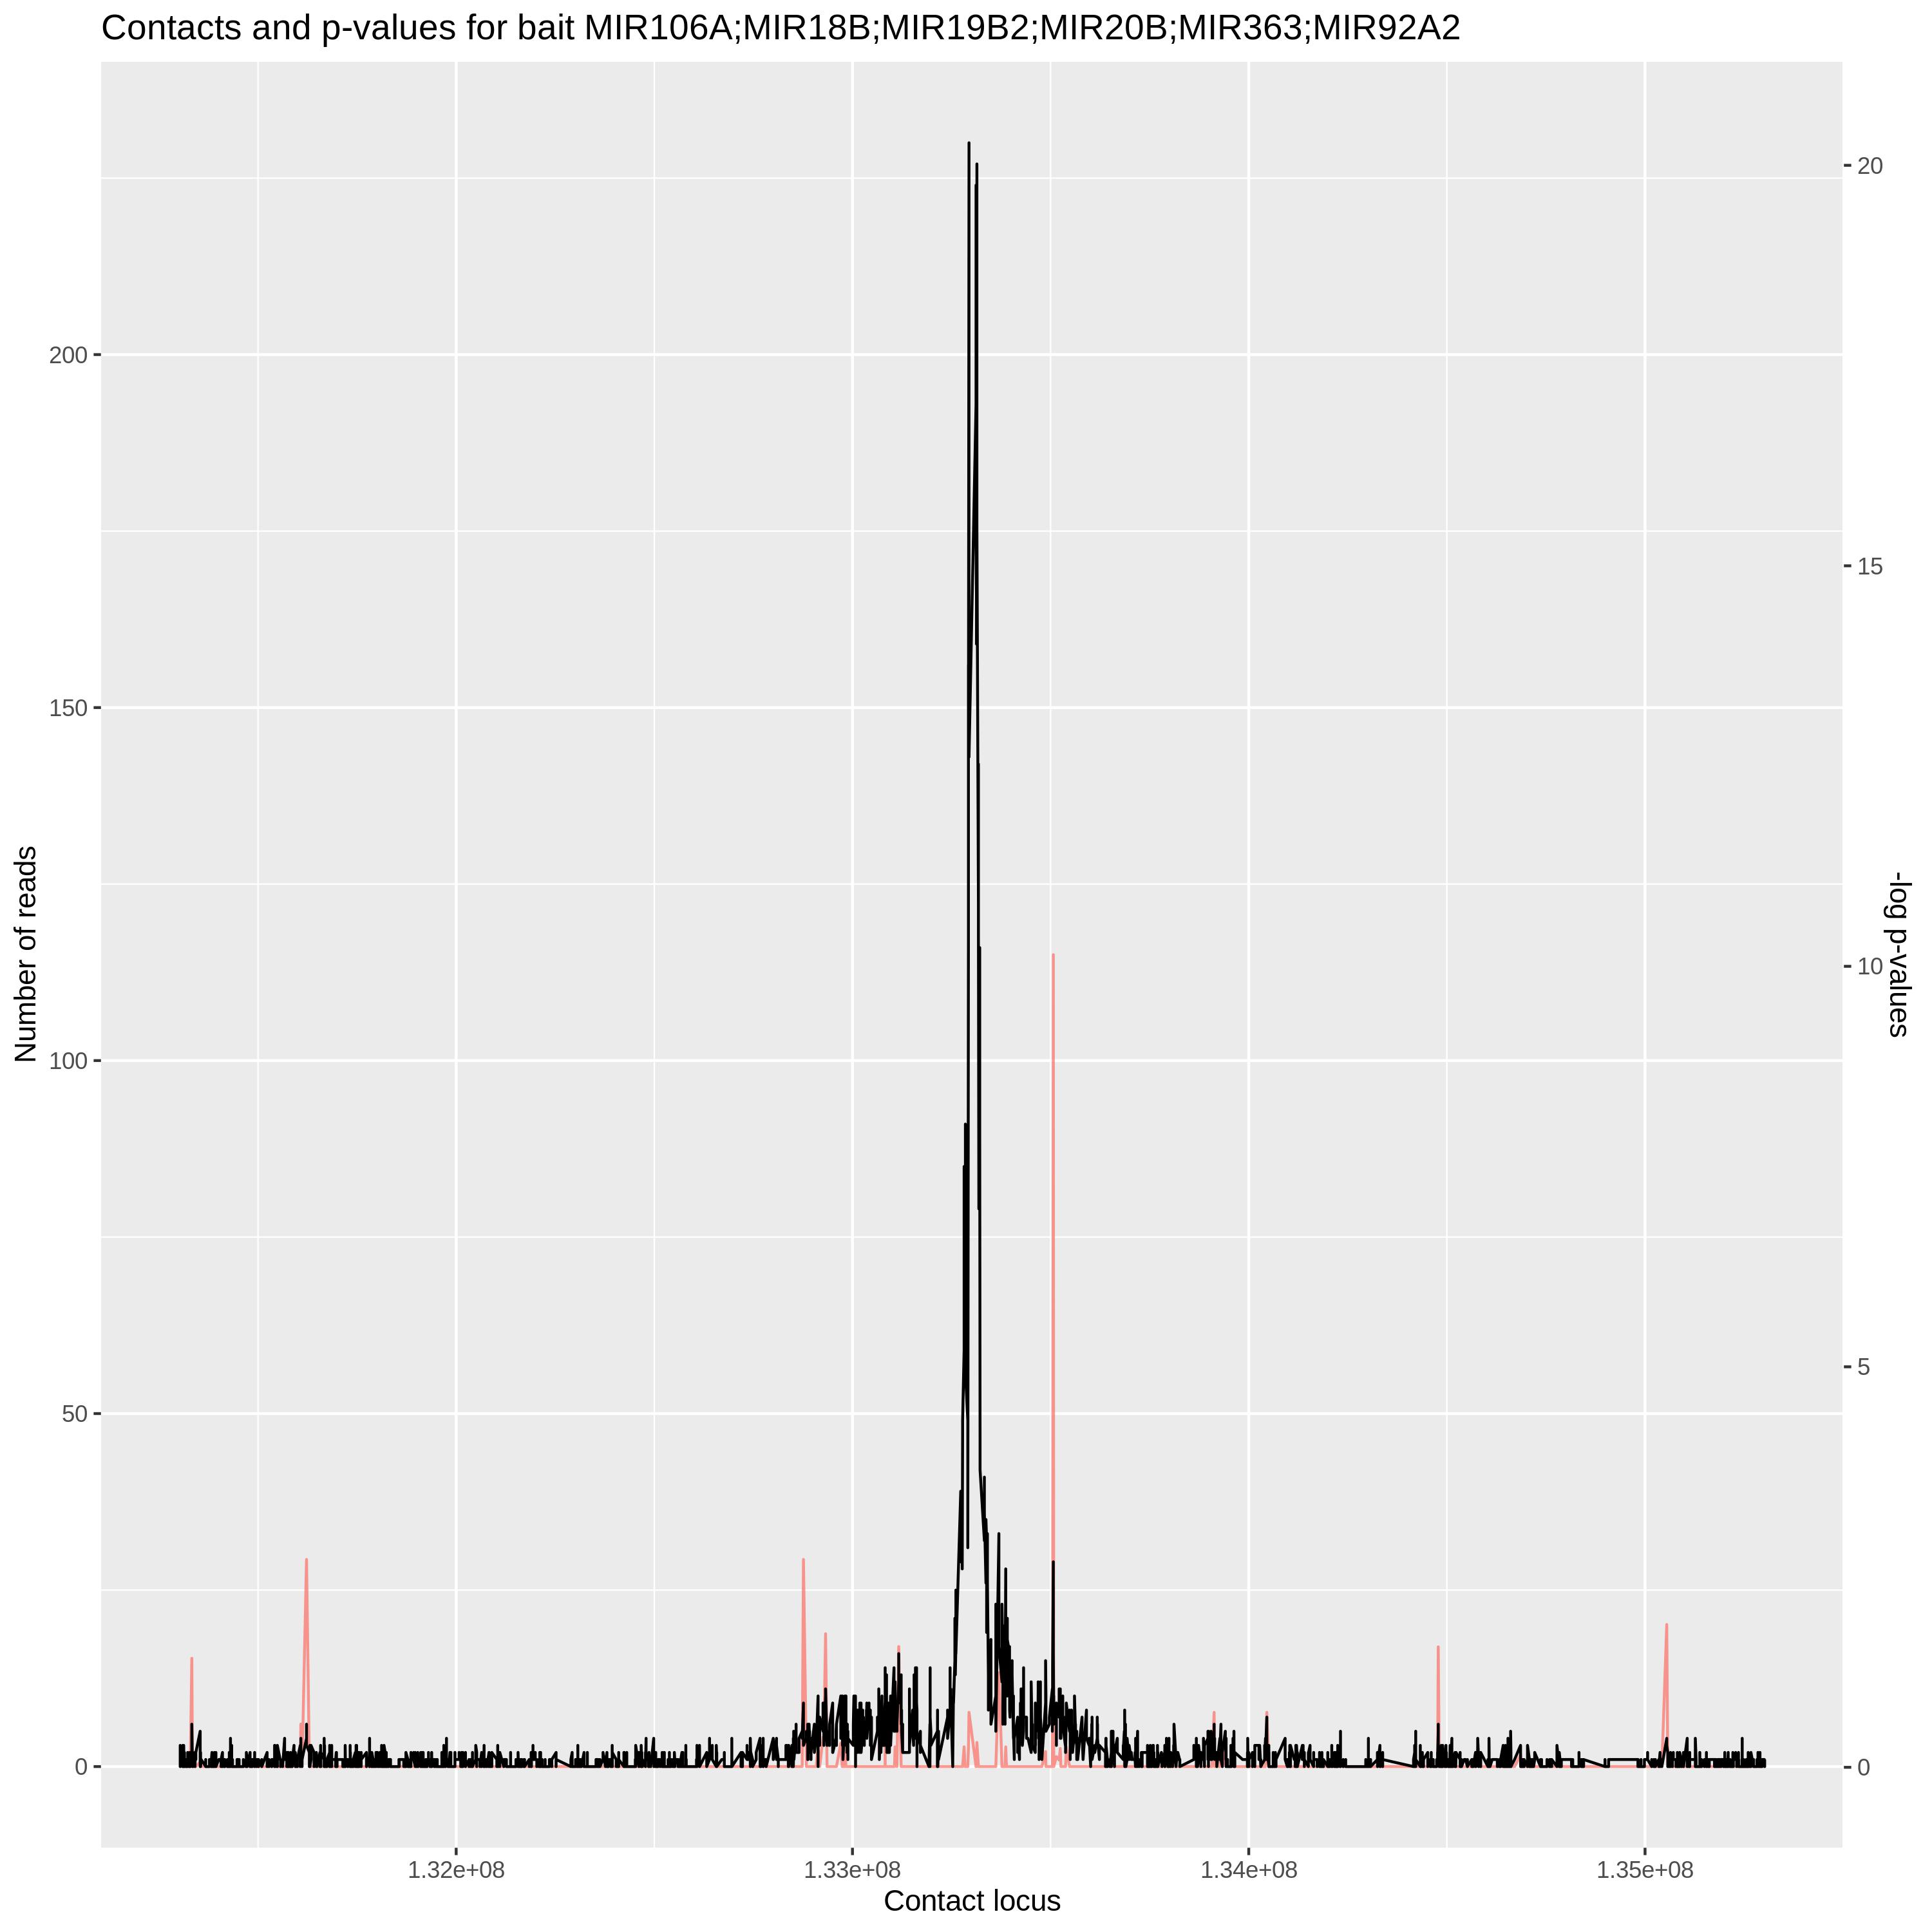 Contacts and p-values for bait MIR106A;MIR18B;MIR19B2;MIR20B;MIR363;MIR92A2
Number of reads
200
150
100
50
0
20
15
10
5
0
-log p-values
1.32e+08
1.33e+08
1.34e+08
1.35e+08
Contact locus